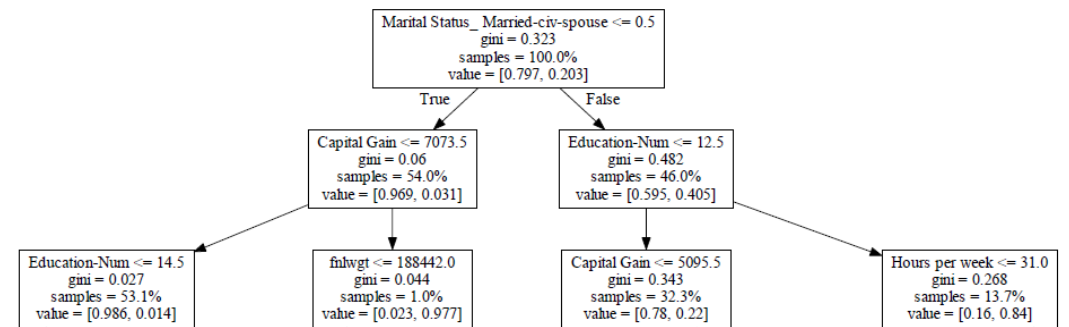 Marital Status_ Married-civ-spouse <= 0.5
gini = 0.323
samples = 100.0%
value = [0.797, 0.203]
True
False
Capital Gain <= 7073.5
gini = 0.06
samples = 54.0%
value = [0.969, 0.031]
Education-Num <= 12.5
gini = 0.482
samples = 46.0%
value = [0.595, 0.405]
Education-Num <= 14.5
gini = 0.027
samples = 53.1%
value = [0.986, 0.014]
fnlwgt <= 188442.0
gini = 0.044
samples = 1.0%
value = [0.023, 0.977]
Capital Gain <= 5095.5
gini = 0.343
samples = 32.3%
value = [0.78, 0.22]
Hours per week <= 31.0
gini = 0.268
samples = 13.7%
value = [0.16, 0.84]